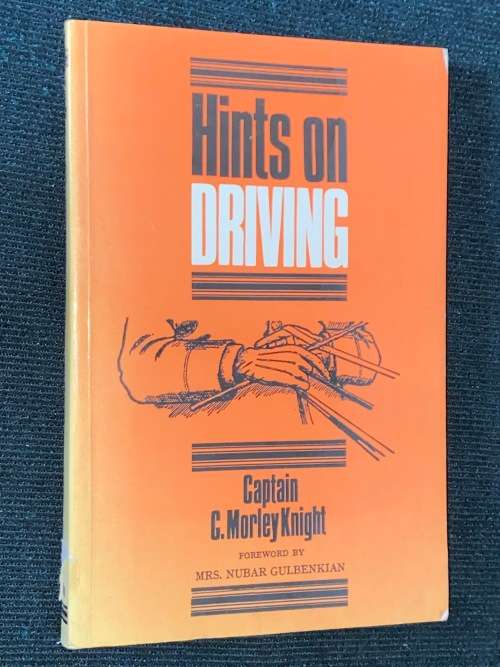 Hints on
DRIVING
Captain
C. Morley Knight
FOREWORD BY
MRS. NUBAR GULBENKIAN